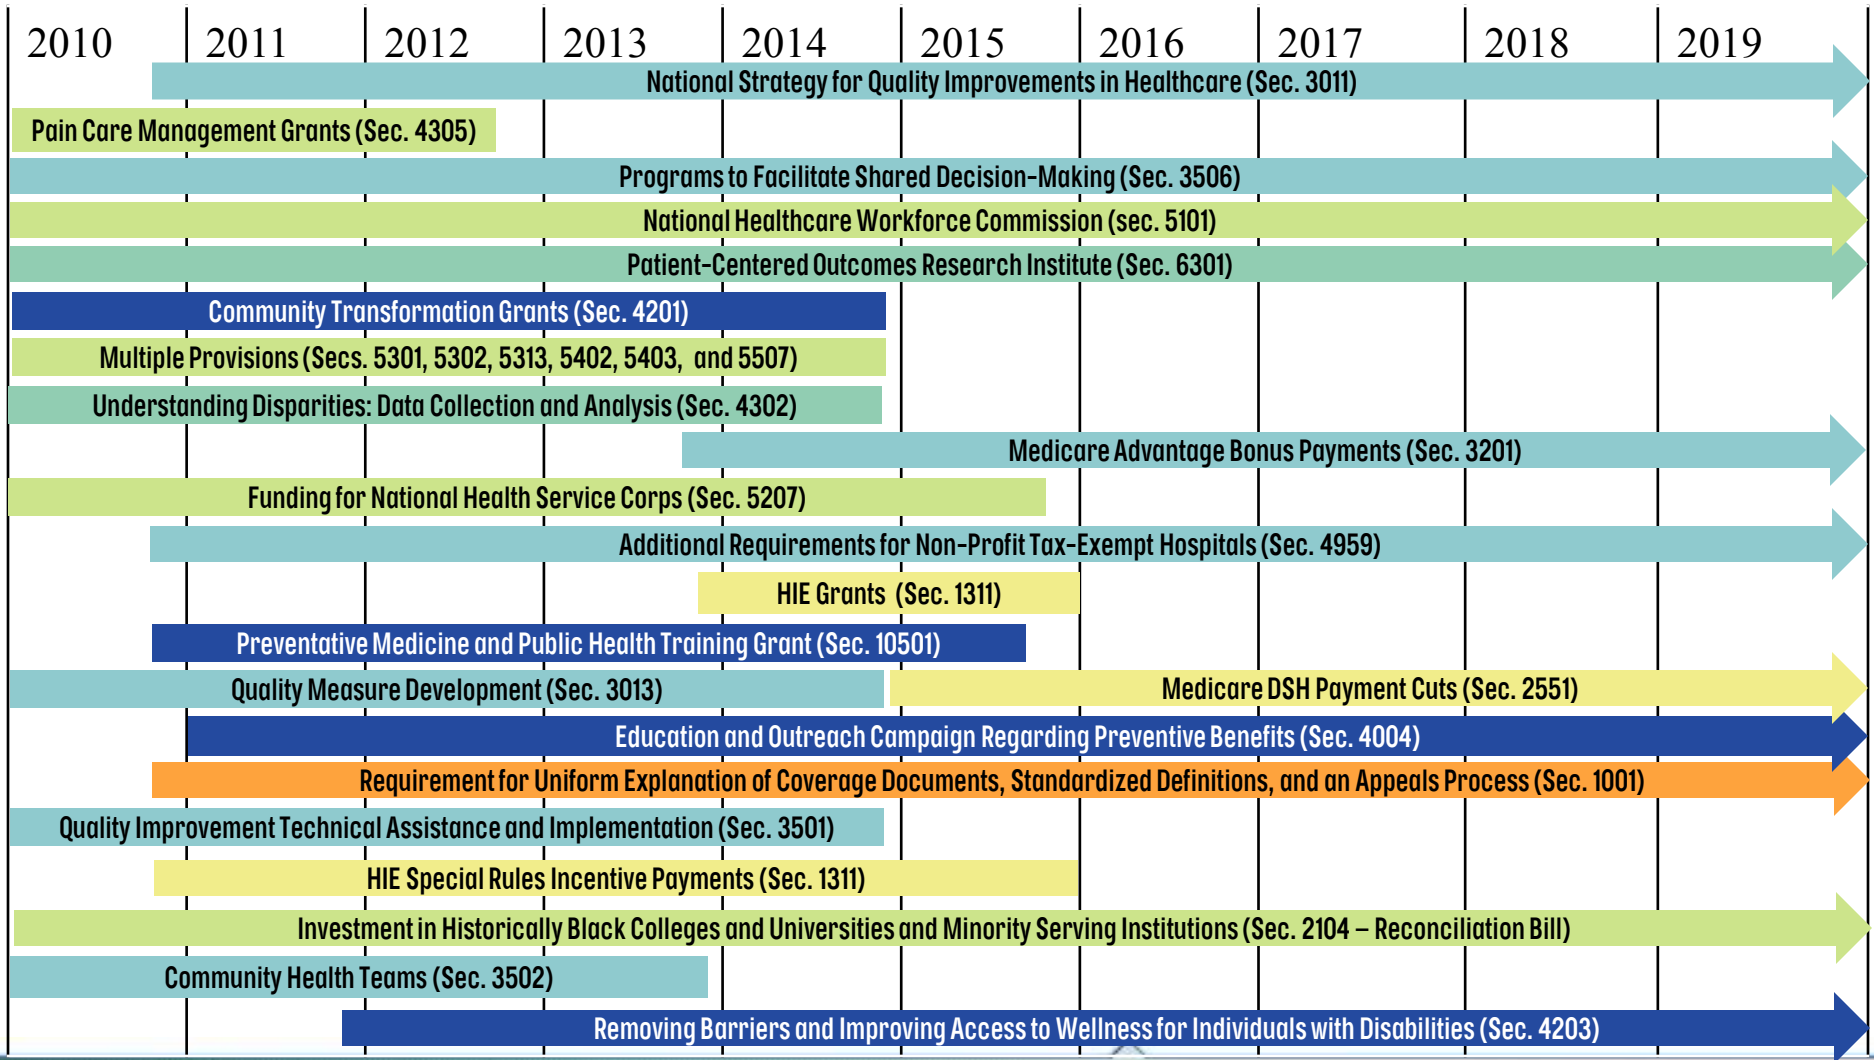 2010 2011 2012 2013 2014 2015 2016 2017 2018 2019
National Strategy for Quality Improvements in Healthcare (Sec. 3011)
Pain Care Management Grants (Sec. 4305)
Programs to Facilitate Shared Decision-Making (Sec. 3506)
National Healthcare Workforce Commission (sec. 5101)
Patient-Centered Outcomes Research Institute (Sec. 6301)
Community Transformation Grants (Sec. 4201)
Multiple Provisions (Secs. 5301, 5302, 5313, 5402, 5403, and 5507)
Understanding Disparities: Data Collection and Analysis (Sec. 4302)
Medicare Advantage Bonus Payments (Sec. 3201)
Funding for National Health Service Corps (Sec. 5207)
Additional Requirements for Non-Profit Tax-Exempt Hospitals (Sec. 4959)
HIE Grants (Sec. 1311)
Preventative Medicine and Public Health Training Grant (Sec. 10501)
Quality Measure Development (Sec. 3013) Medicare DSH Payment Cuts (Sec. 2551)
Education and Outreach Campaign Regarding Preventive Benefits (Sec. 4004)
Requirement for Uniform Explanation of Coverage Documents, Standardized Definitions, and an Appeals Process (Sec. 1001)
Quality Improvement Technical Assistance and Implementation (Sec. 3501)
HIE Special Rules Incentive Payments (Sec. 1311)
Investment in Historically Black Colleges and Universities and Minority Serving Institutions (Sec. 2104 – Reconciliation Bill)
Community Health Teams (Sec. 3502)
Removing Barriers and Improving Access to Wellness for Individuals with Disabilities (Sec. 4203)